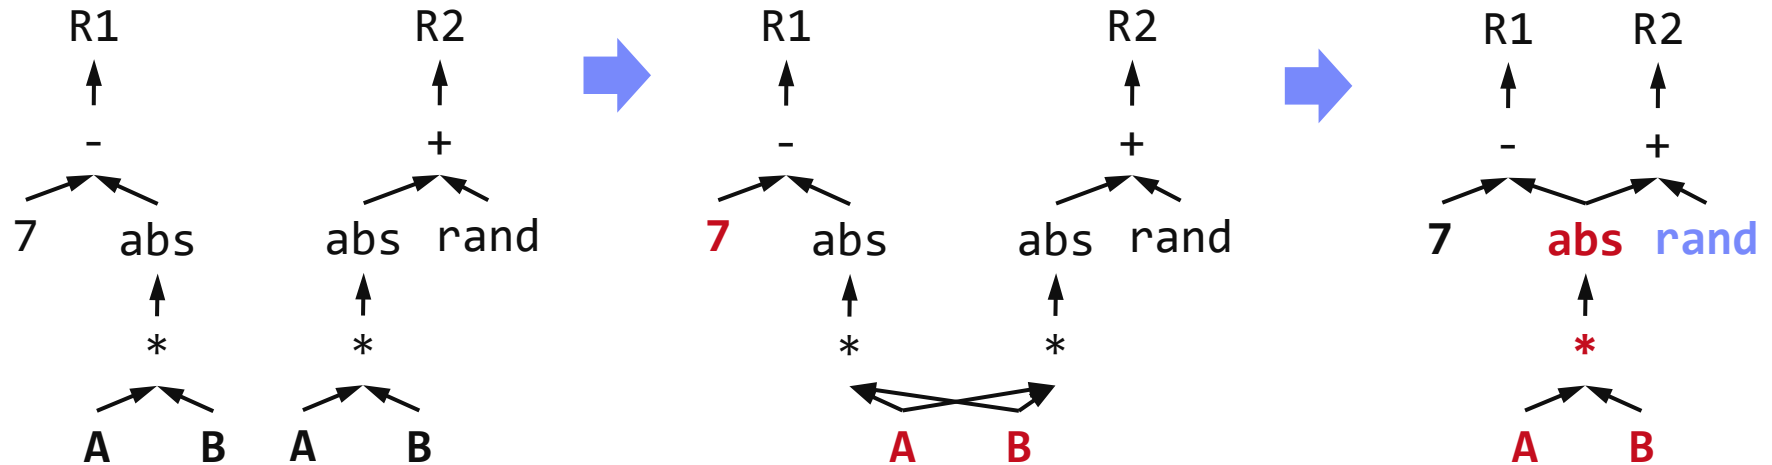 R1 R2 R1 R2 R1 R2
- + - + - +
7 abs abs rand 7 abs abs rand 7 abs rand
* * * * *
A B A B A B A B